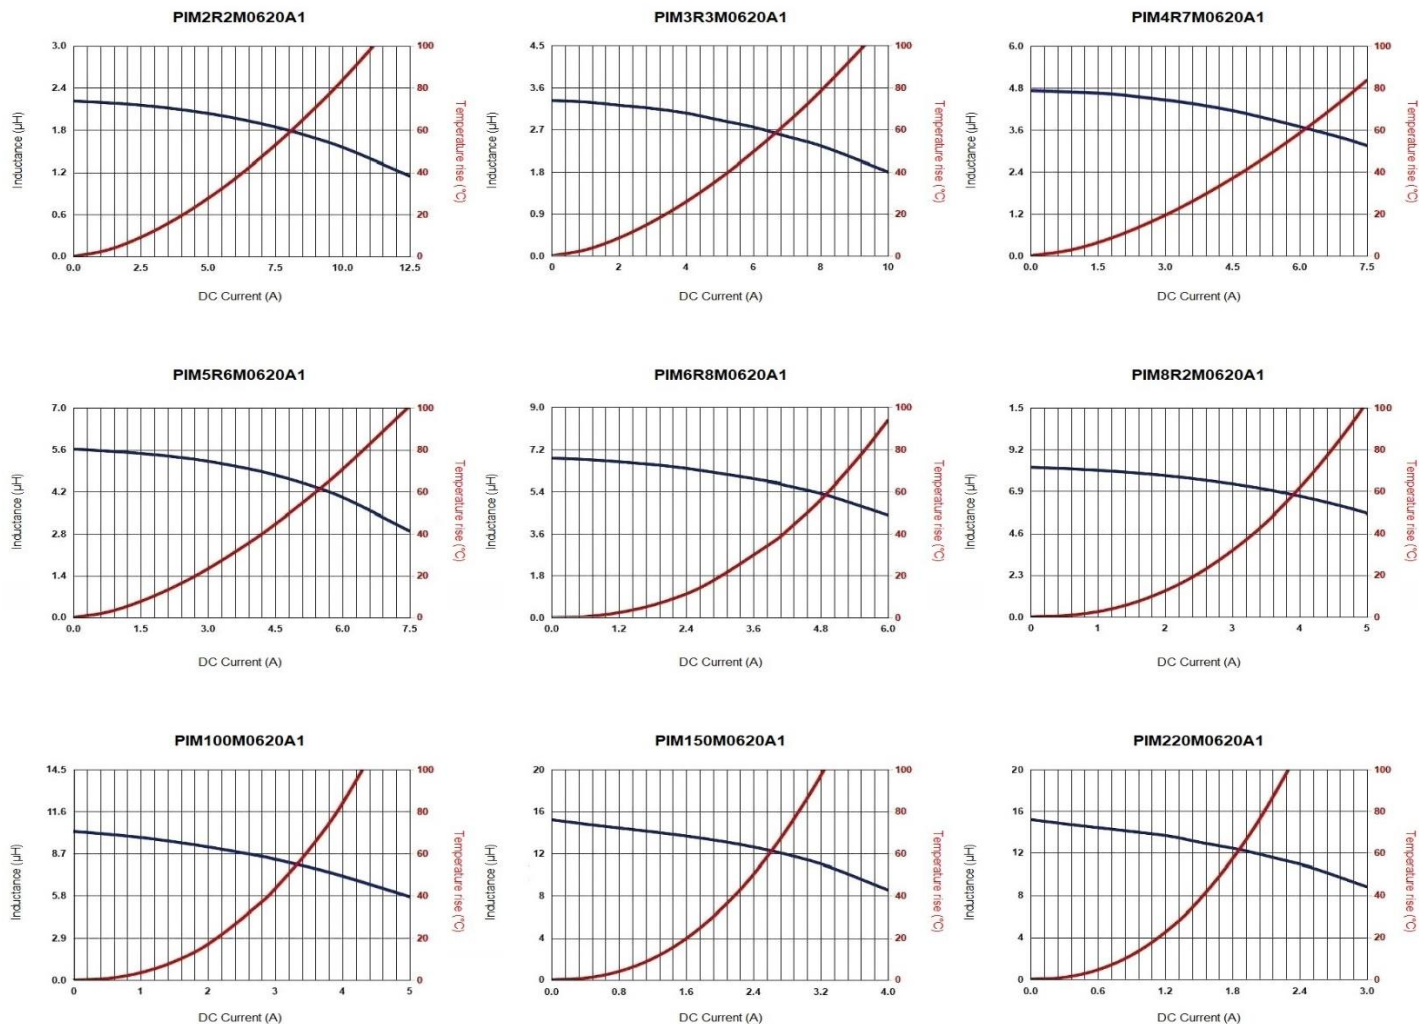 PIM2R2M0620A1
3.0
2.4
1.8
1.2
0.6
0.0
Inductance (µH)
100
80
60
40
20
0
Temperature rise (°C)
0.0 2.5 5.0 7.5 10.0 12.5
DC Current (A)
PIM3R3M0620A1
4.5
3.6
2.7
1.8
0.9
0.0
Inductance (µH)
100
80
60
40
20
0
Temperature rise (°C)
0 2 4 6 8 10
DC Current (A)
PIM4R7M0620A1
6.0
4.8
3.6
2.4
1.2
0.0
Inductance (µH)
100
80
60
40
20
0
Temperature rise (°C)
0.0 1.5 3.0 4.5 6.0 7.5
DC Current (A)
PIM5R6M0620A1
7.0
5.6
4.2
2.8
1.4
0.0
Inductance (µH)
100
80
60
40
20
0
Temperature rise (°C)
0.0 1.5 3.0 4.5 6.0 7.5
DC Current (A)
PIM6R8M0620A1
9.0
7.2
5.4
3.6
1.8
0.0
Inductance (µH)
100
80
60
40
20
0
Temperature rise (°C)
0.0 1.2 2.4 3.6 4.8 6.0
DC Current (A)
PIM8R2M0620A1
1.5
9.2
6.9
4.6
2.3
0.0
Inductance (µH)
100
80
60
40
20
0
Temperature rise (°C)
0 1 2 3 4 5
DC Current (A)
PIM100M0620A1
14.5
11.6
8.7
5.8
2.9
0.0
Inductance (µH)
100
80
60
40
20
0
Temperature rise (°C)
0 1 2 3 4 5
DC Current (A)
PIM150M0620A1
20
16
12
8
4
0
Inductance (µH)
100
80
60
40
20
0
Temperature rise (°C)
0.0 0.8 1.6 2.4 3.2 4.0
DC Current (A)
PIM220M0620A1
20
16
12
8
4
0
Inductance (µH)
100
80
60
40
20
0
Temperature rise (°C)
0.0 0.6 1.2 1.8 2.4 3.0
DC Current (A)